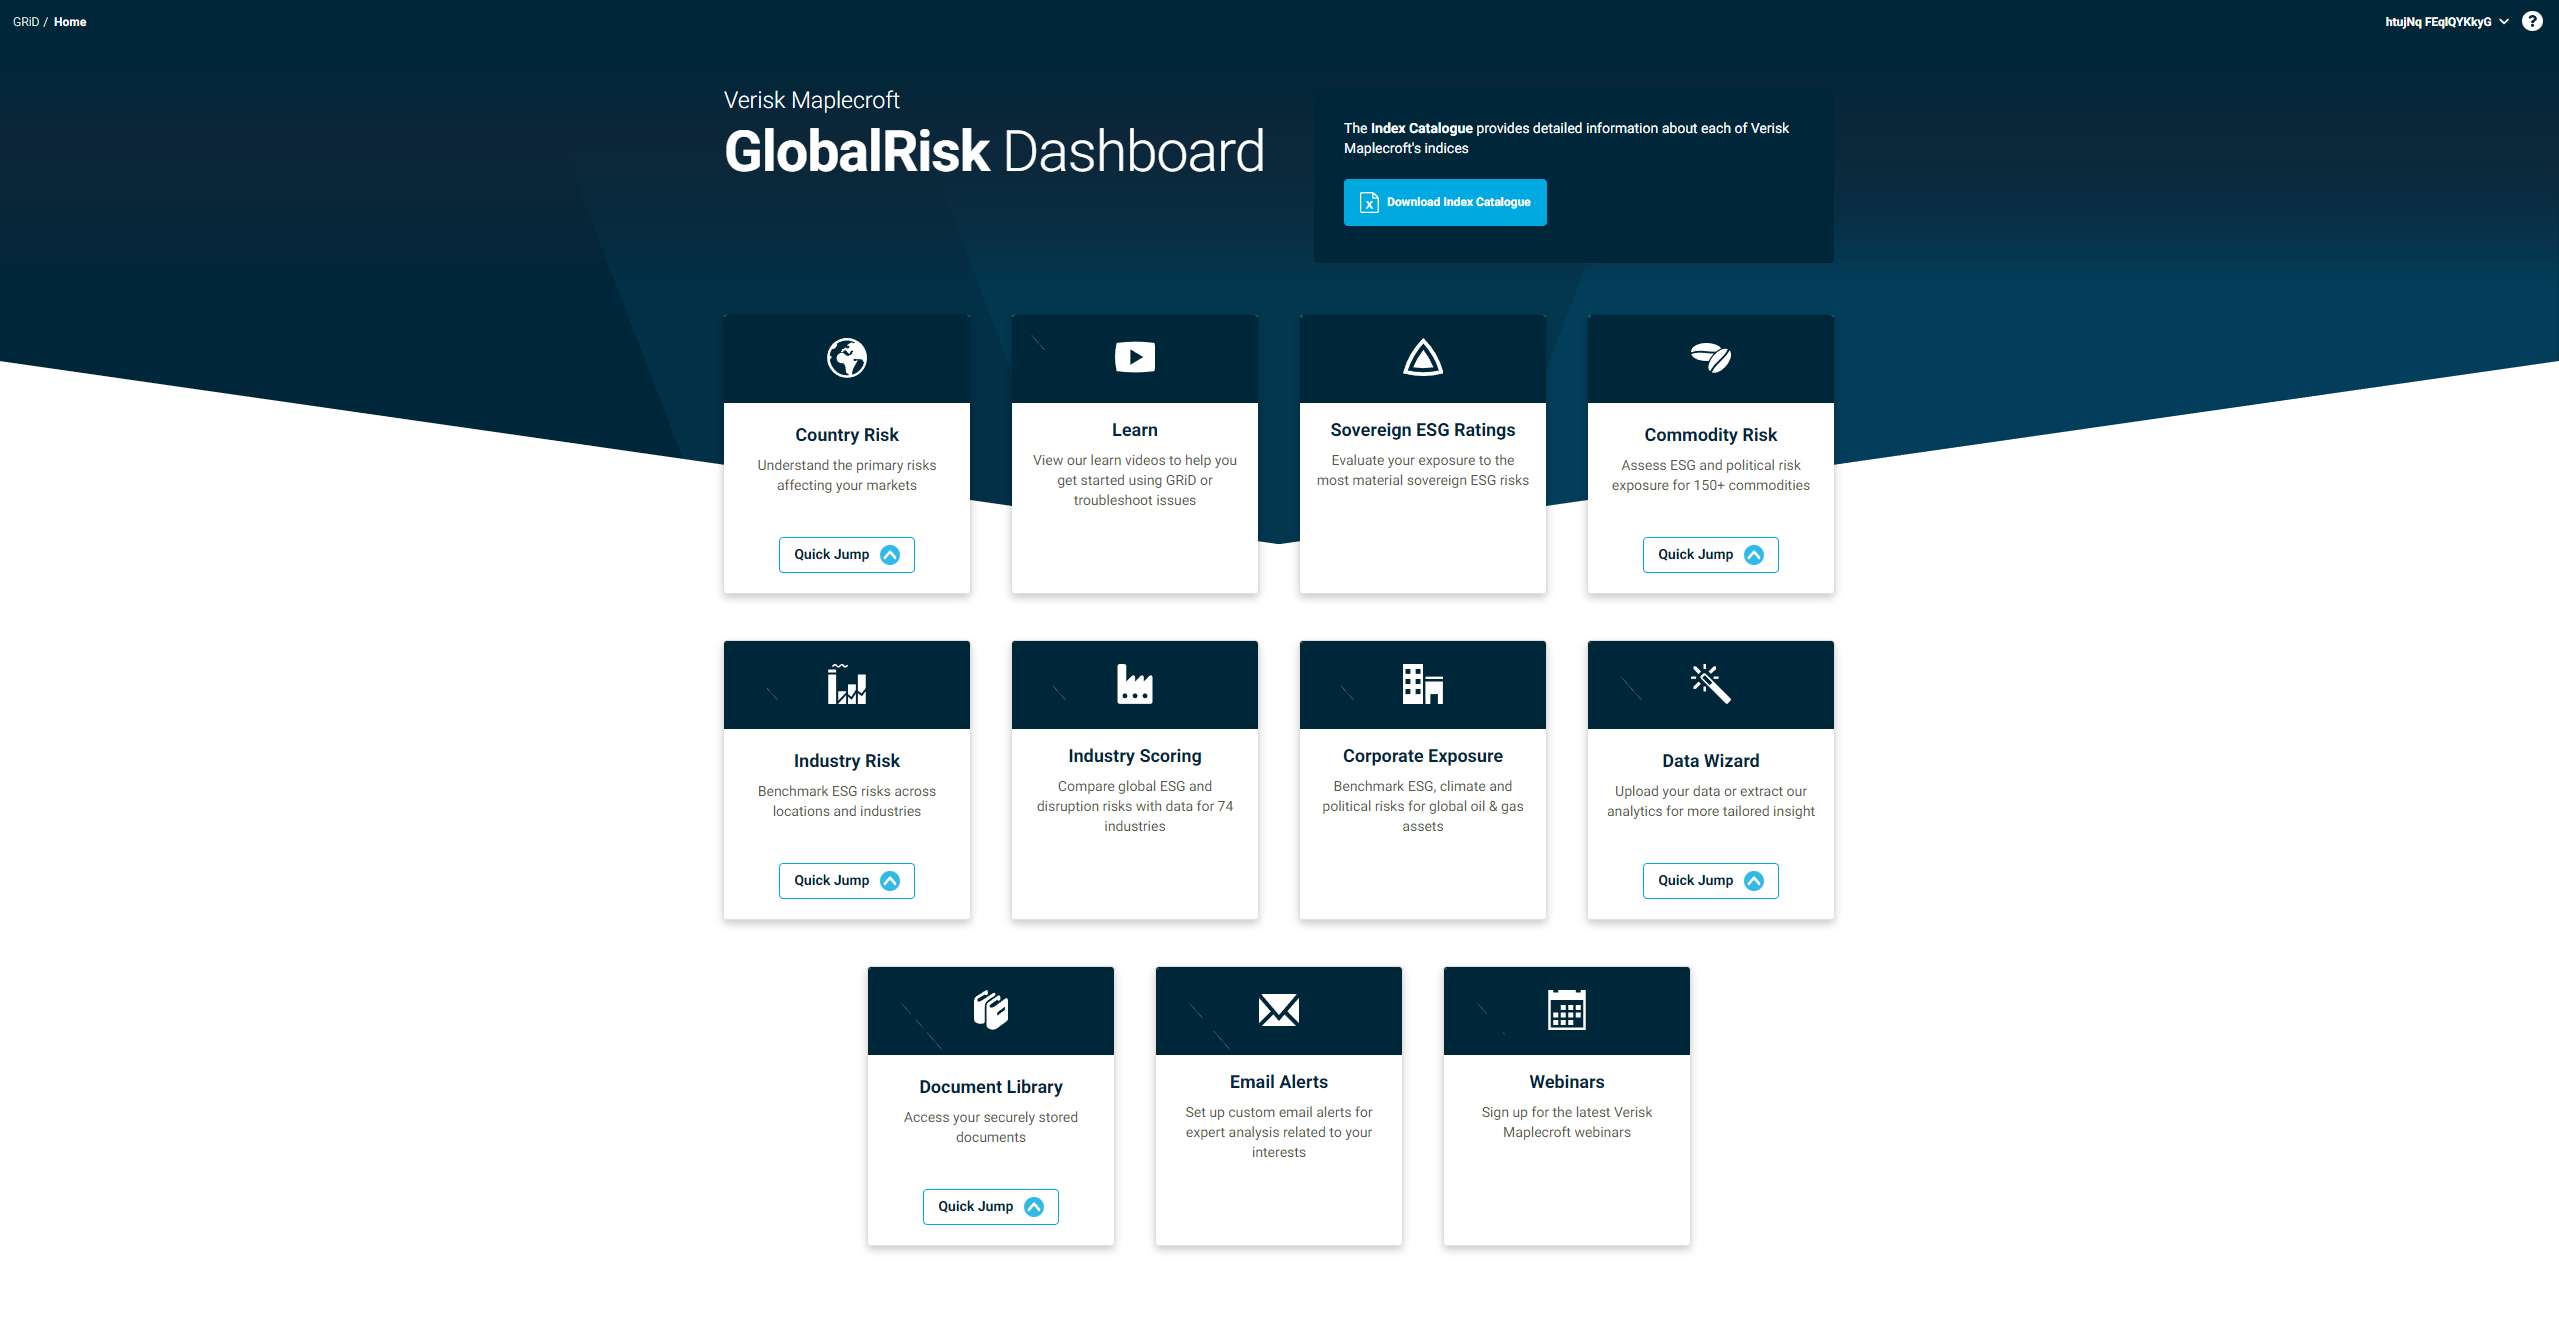 GRiD / Home
htujNq FEqIQYKkyG
Verisk Maplecroft
GlobalRisk Dashboard
The Index Catalogue provides detailed information about each of Verisk
Maplecroft's indices
Download Index Catalogue
Country Risk
Understand the primary risks
affecting your markets
Quick Jump
Learn
View our learn videos to help you
get started using GRiD or
troubleshoot issues
Sovereign ESG Ratings
Evaluate your exposure to the
most material sovereign ESG risks
Commodity Risk
Assess ESG and political risk
exposure for 150+ commodities
Quick Jump
Industry Risk
Benchmark ESG risks across
locations and industries
Quick Jump
Industry Scoring
Compare global ESG and
disruption risks with data for 74
industries
Corporate Exposure
Benchmark ESG, climate and
political risks for global oil & gas
assets
Data Wizard
Upload your data or extract our
analytics for more tailored insight
Quick Jump
Document Library
Access your securely stored
documents
Quick Jump
Email Alerts
Set up custom email alerts for
expert analysis related to your
interests
Webinars
Sign up for the latest Verisk
Maplecroft webinars